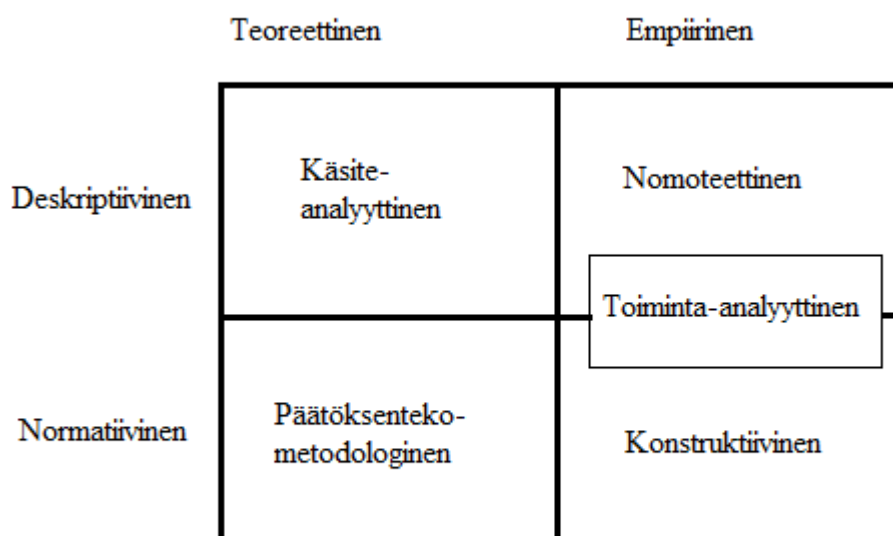 Teoreettinen Empiirinen
Deskriptiivinen
Käsite-
analyyttinen
Nomoteettinen
Toiminta-analyyttinen
Normatiivinen
Päätöksenteko-
metodologinen
Konstruktiivinen